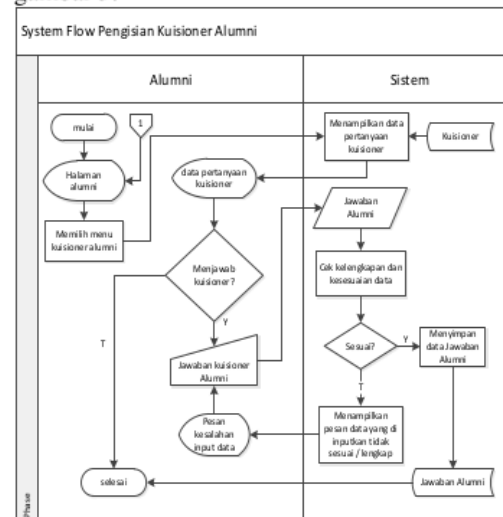 System Flow Pengisian Kuisioner Alumni
Alumni
Sistem
mulai
1
Halaman
alumni
Memilih menu
kuisioner alumni
data pertanyaan
kuisioner
Menjawab
kuisioner?
T
Y
Jawaban kuisioner
Alumni
Pesan
kesalahan
input data
selesai
Menampilkan data
pertanyaan
kuisioner
Kuisioner
Jawaban
Alumni
Cek kelengkapan dan
kesesuaian data
Sesuai?
Y
T
Menyimpan
data Jawaban
Alumni
Menampilkan
pesan data yang di
inputkan tidak
sesuai / lengkap
Jawaban Alumni
Phase